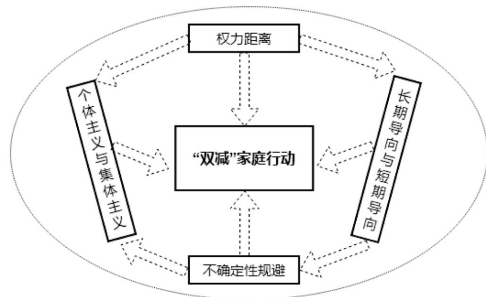 权力距离
个体主义与集体主义
“双减”家庭行动
长期导向与短期导向
不确定性规避